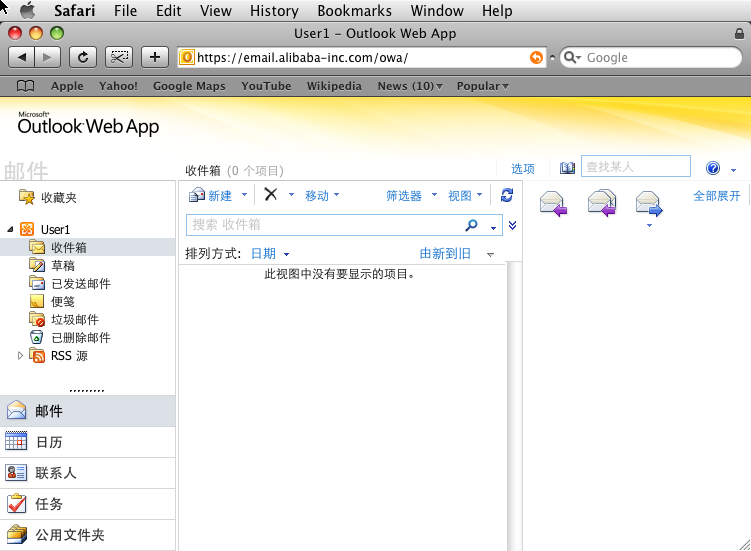 Safari File Edit View History Bookmarks Window Help
User1 – Outlook Web App
https://email.alibaba-inc.com/owa/ Google
Apple Yahoo! Google Maps YouTube Wikipedia News (10)▾ Popular▾
Microsoft®
Outlook Web App
邮件
收件箱 (0 个项目) 选项 查找某人
收藏夹
新建 移动 筛选器 视图 全部展开
搜索 收件箱
User1
收件箱
排列方式: 日期 由新到旧
草稿
此视图中没有要显示的项目。
已发送邮件
便笺
垃圾邮件
已删除邮件
RSS 源
邮件
日历
联系人
任务
公用文件夹